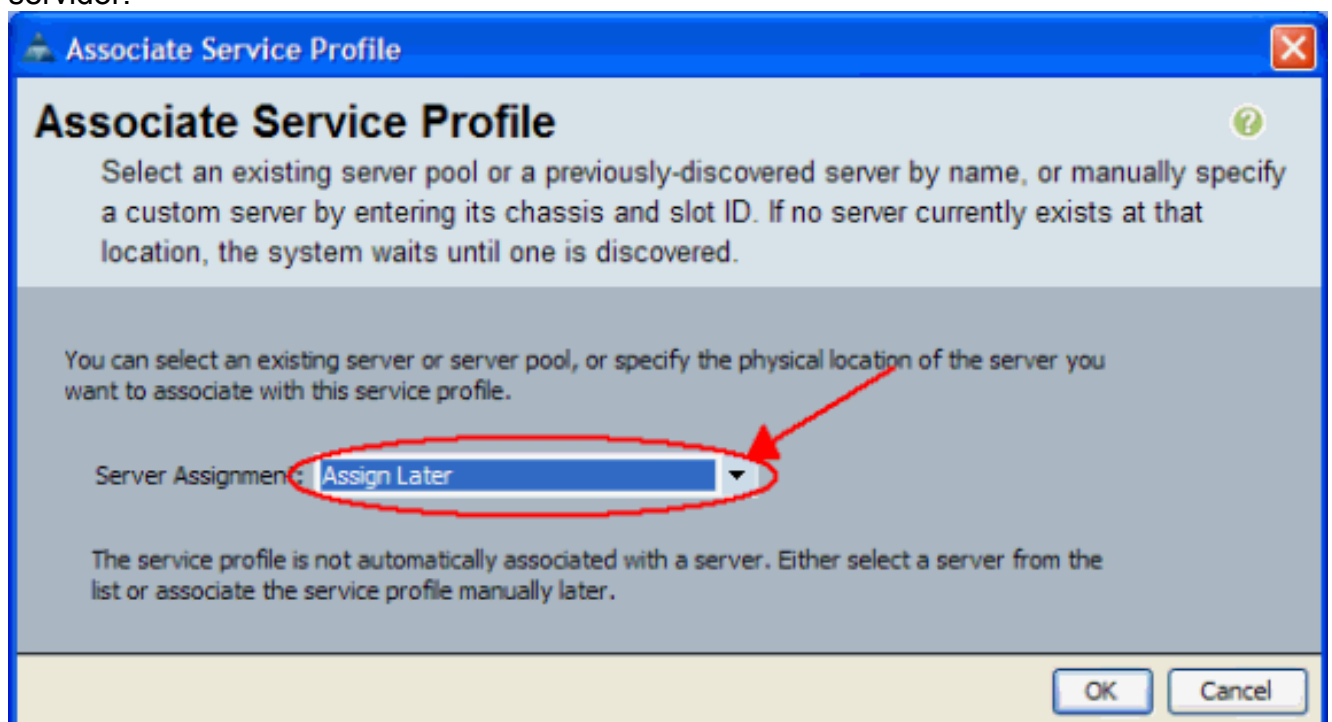 servidor.
Associate Service Profile
Associate Service Profile
Select an existing server pool or a previously-discovered server by name, or manually specify
a custom server by entering its chassis and slot ID. If no server currently exists at that
location, the system waits until one is discovered.
You can select an existing server or server pool, or specify the physical location of the server you
want to associate with this service profile.
Server Assignment: Assign Later
The service profile is not automatically associated with a server. Either select a server from the
list or associate the service profile manually later.
OK Cancel